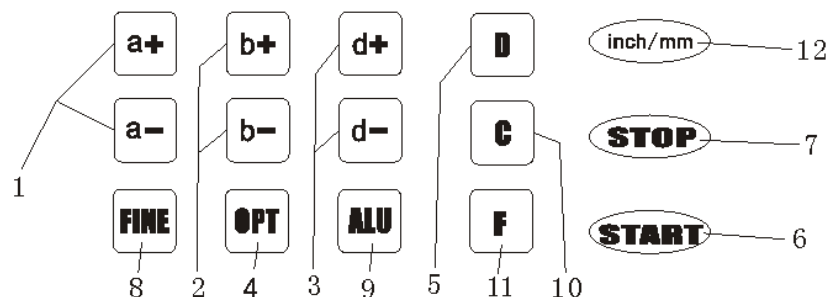 a+ b+ d+ D inch/mm 12
a− b− d− C STOP 7
1
FINE OPT ALU F START 6
8 2 4 3 9 5 11 10